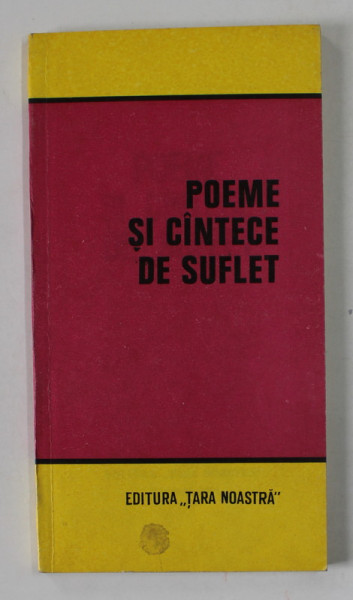 POEME
ȘI CÎNTECE
DE SUFLET
EDITURA „ȚARA NOASTRĂ"